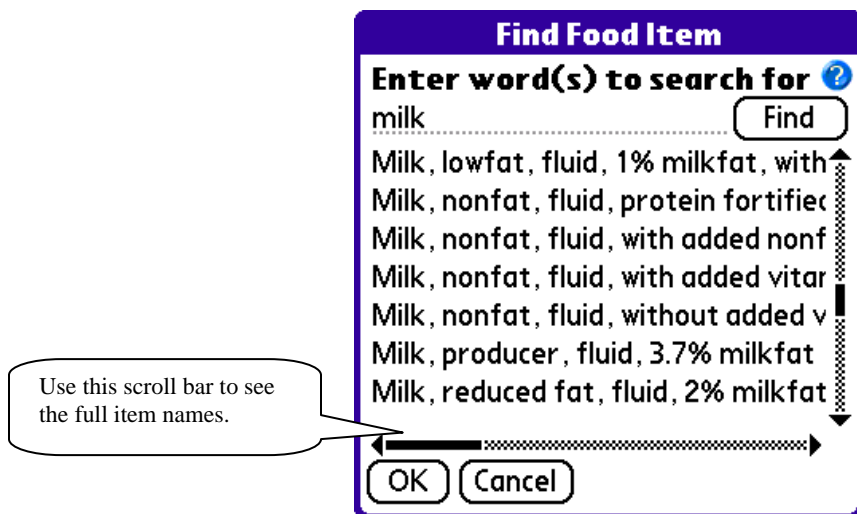 Find Food Item
Enter word(s) to search for ?
milk Find
Milk, lowfat, fluid, 1% milkfat, with
Milk, nonfat, fluid, protein fortified
Milk, nonfat, fluid, with added nonf
Milk, nonfat, fluid, with added vitar
Milk, nonfat, fluid, without added v
Milk, producer, fluid, 3.7% milkfat
Milk, reduced fat, fluid, 2% milkfat
Use this scroll bar to see
the full item names.
OK Cancel